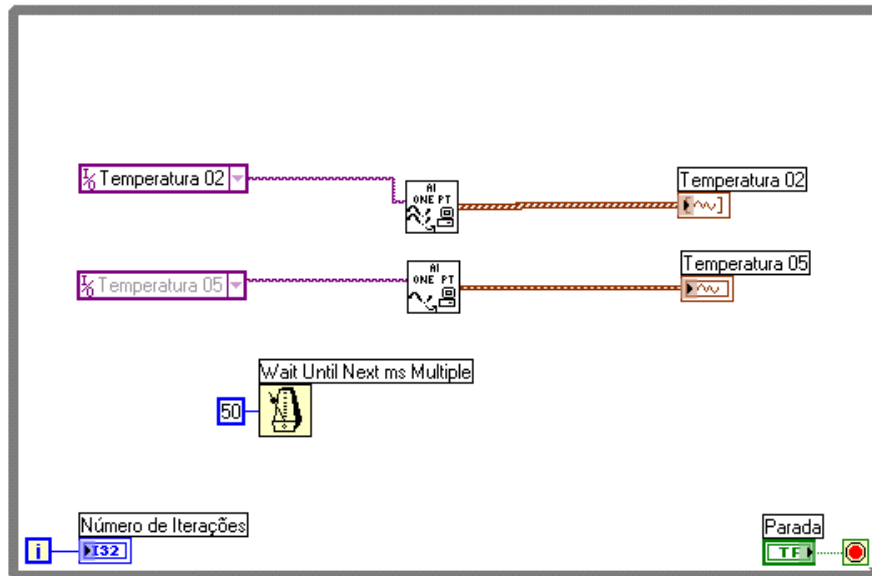 I/O Temperatura 02
AI
ONE PT
Temperatura 02
I/O Temperatura 05
AI
ONE PT
Temperatura 05
Wait Until Next ms Multiple
50
Número de Iterações
i
I32
Parada
TF